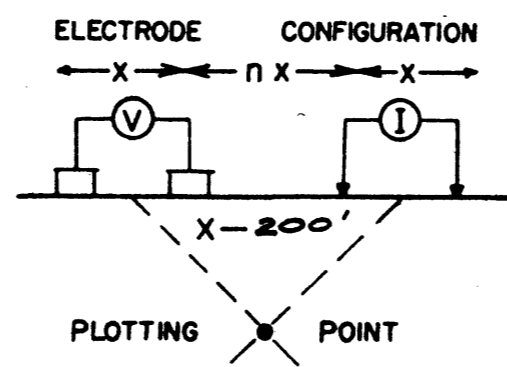 ELECTRODE CONFIGURATION
X n X X
V I
X — 200'
PLOTTING POINT